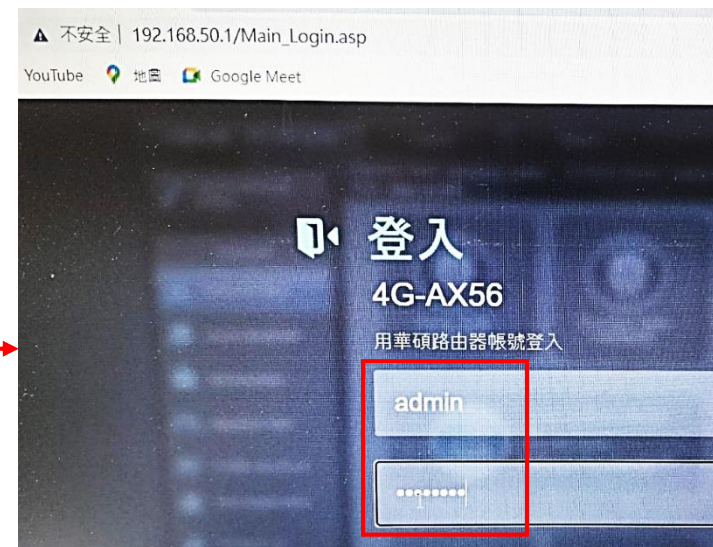 不安全 | 192.168.50.1/Main_Login.asp
YouTube 地圖 Google Meet
登入
4G-AX56
用華碩路由器帳號登入
admin
••••••••